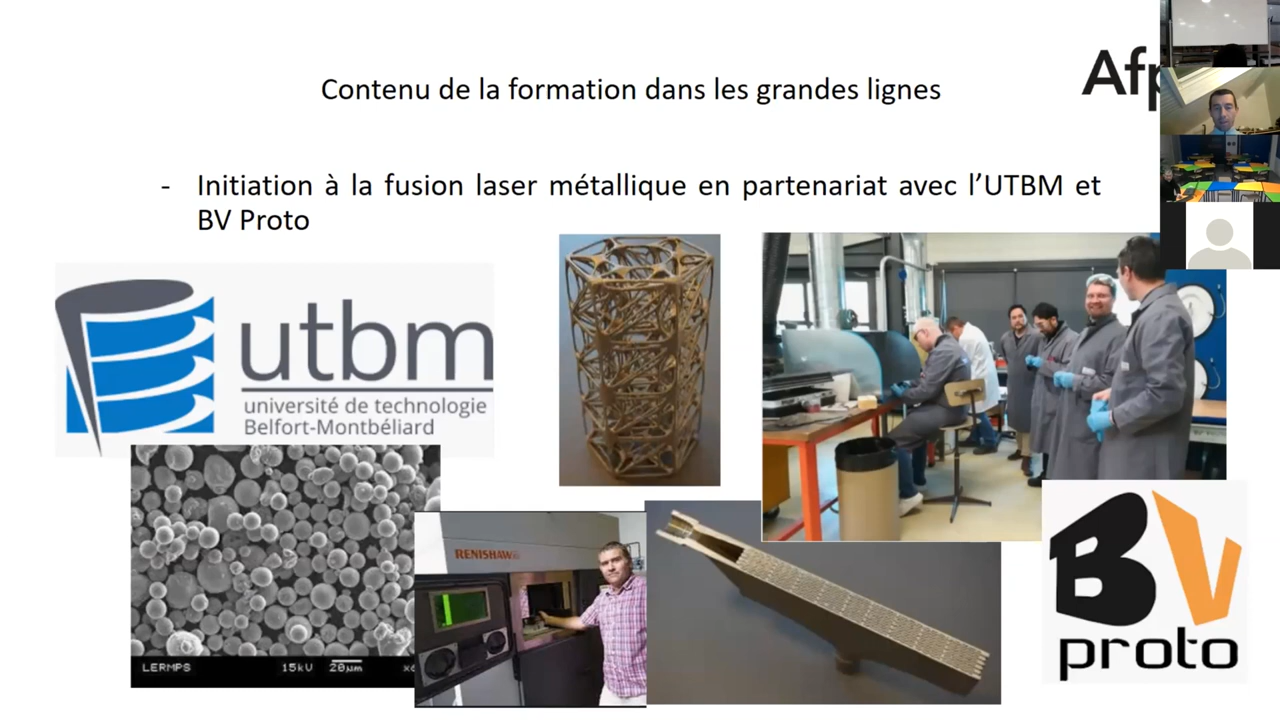 Contenu de la formation dans les grandes lignes
- Initiation à la fusion laser métallique en partenariat avec l’UTBM et
BV Proto
utbm
université de technologie
Belfort-Montbéliard
RENISHAW
LERMPS 15kU 20µm
BV
proto